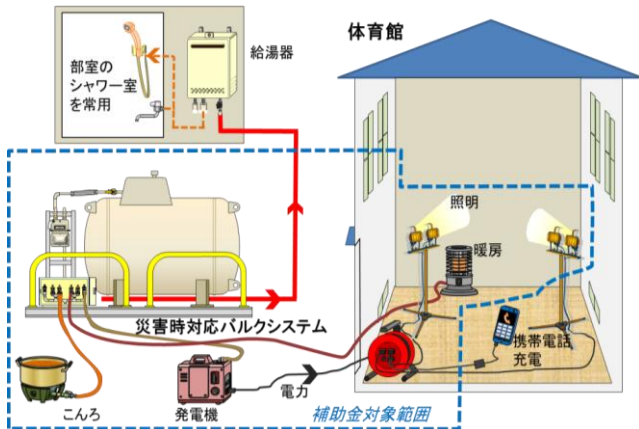 体育館
給湯器
部室の
シャワー室
を常用
照明
暖房
災害時対応バルクシステム
携帯電話
充電
こんろ
発電機
電力
補助金対象範囲